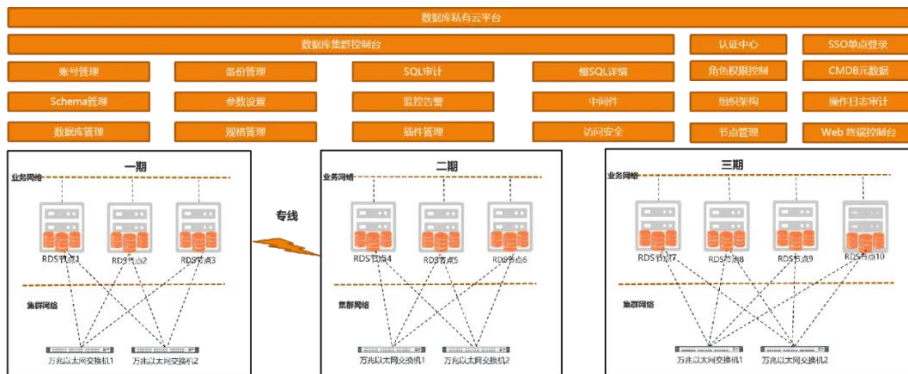 数据库私有云平台
数据库集群控制台
认证中心
SSO单点登录
账号管理
备份管理
SQL审计
慢SQL详情
角色权限控制
CMDB元数据
Schema管理
参数设置
监控告警
中间件
组织架构
操作日志审计
数据库管理
规格管理
插件管理
访问安全
节点管理
Web 终端控制台
一期
业务网络
RDS节点1
RDS节点2
RDS节点3
集群网络
万兆以太网交换机1
万兆以太网交换机2
专线
二期
业务网络
RDS节点4
RDS节点5
RDS节点6
集群网络
万兆以太网交换机1
万兆以太网交换机2
三期
业务网络
RDS节点7
RDS节点8
RDS节点9
RDS节点10
集群网络
万兆以太网交换机1
万兆以太网交换机2